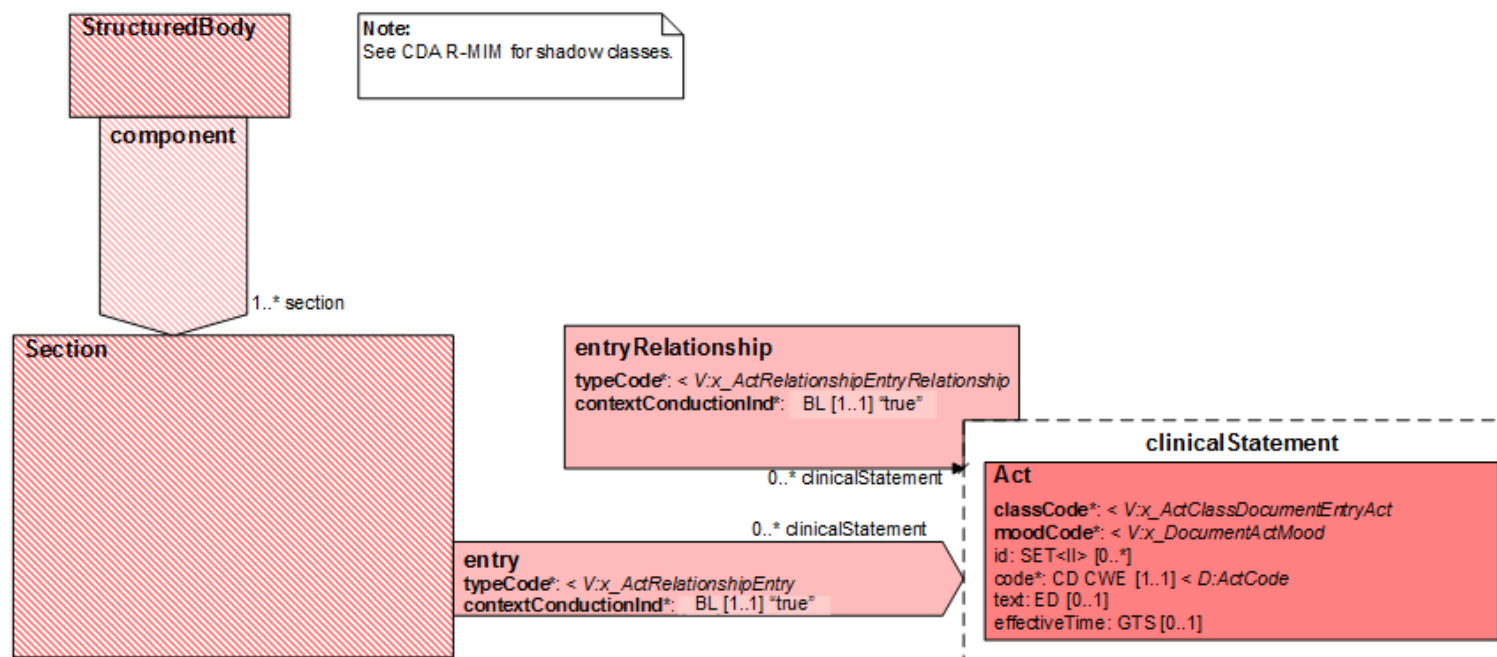 StructuredBody
Note:
See CDA R-MIM for shadow classes.
component
1..* section
Section
entryRelationship
typeCode*: < V:x_ActRelationshipEntryRelationship
contextConductionInd*: BL [1..1] “true”
0..* clinicalStatement
clinicalStatement
Act
classCode*: < V:x_ActClassDocumentEntryAct
moodCode*: < V:x_DocumentActMood
id: SET<II> [0..*]
code*: CD CWE [1..1] < D:ActCode
text: ED [0..1]
effectiveTime: GTS [0..1]
0..* clinicalStatement
entry
typeCode*: < V:x_ActRelationshipEntry
contextConductionInd*: BL [1..1] “true”